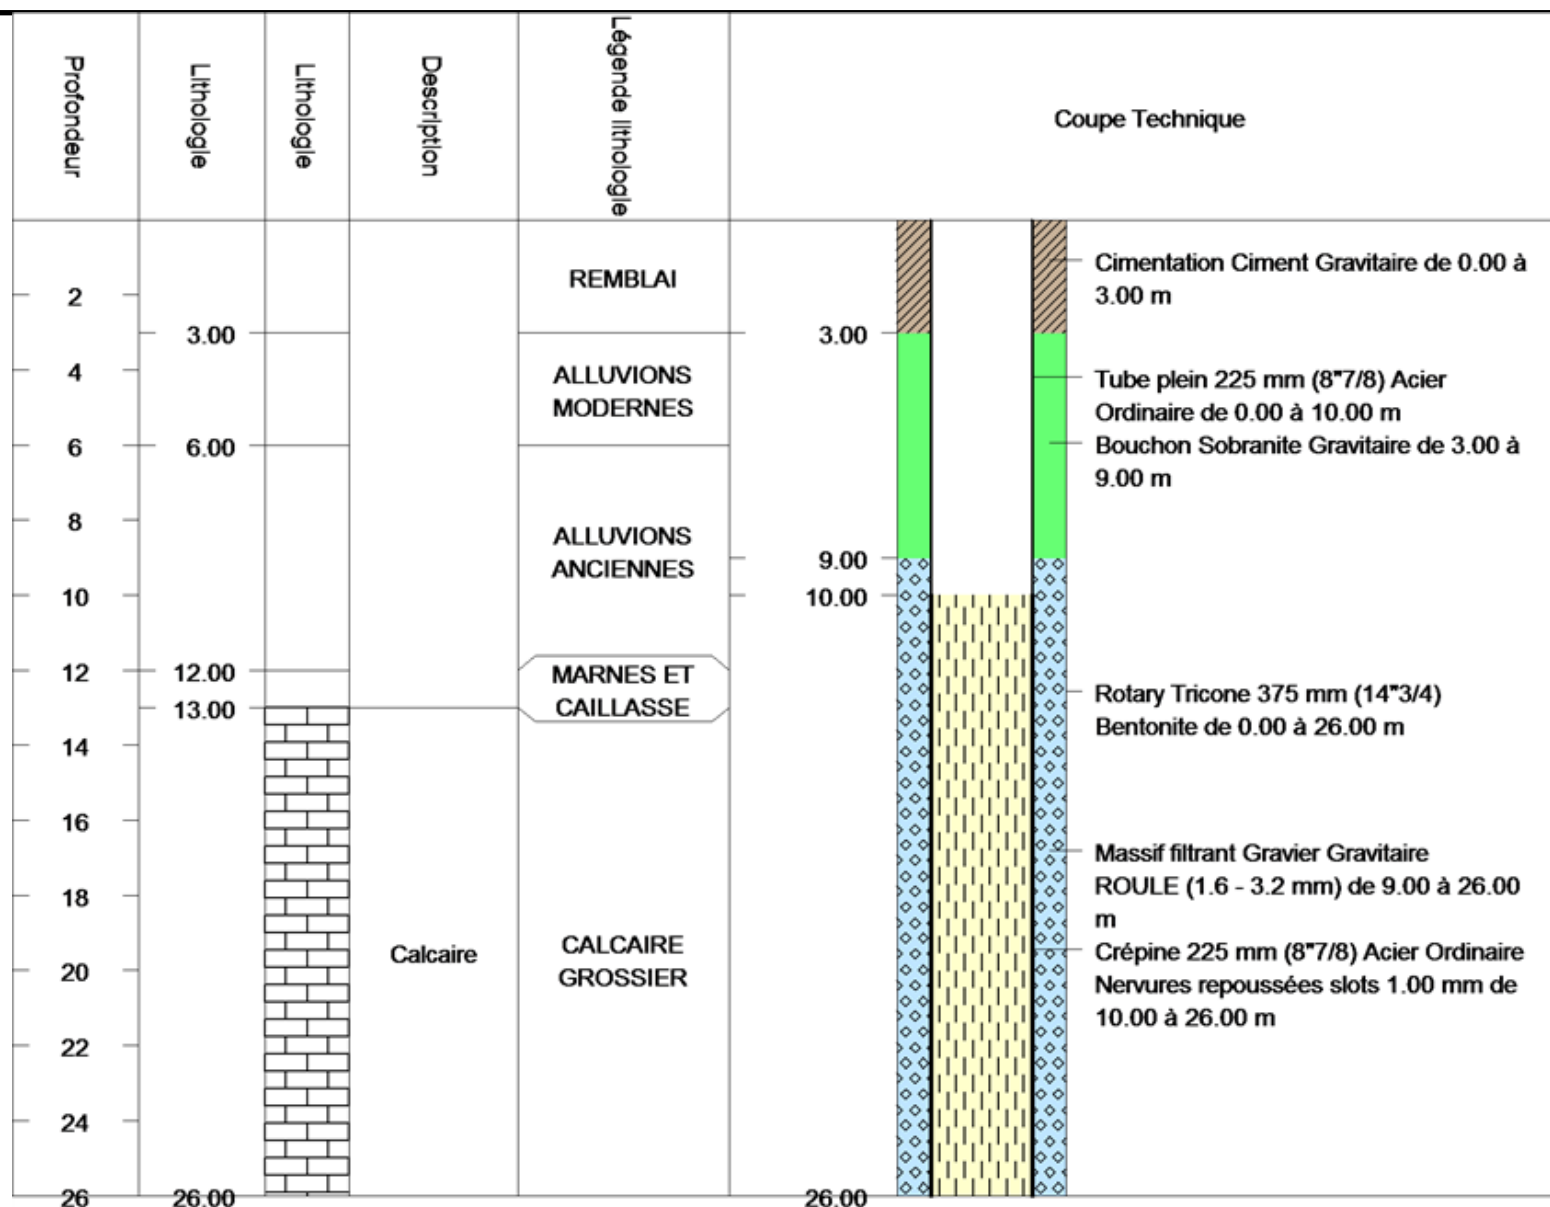 Profondeur
Lithologie
Lithologie
Description
Légende lithologie
Coupe Technique
2
4
6
8
10
12
14
16
18
20
22
24
26
3.00
6.00
12.00
13.00
26.00
Calcaire
REMBLAI
ALLUVIONS
MODERNES
ALLUVIONS
ANCIENNES
MARNES ET
CAILLASSE
CALCAIRE
GROSSIER
3.00
9.00
10.00
26.00
Cimentation Ciment Gravitaire de 0.00 à
3.00 m
Tube plein 225 mm (8"7/8) Acier
Ordinaire de 0.00 à 10.00 m
Bouchon Sobranite Gravitaire de 3.00 à
9.00 m
Rotary Tricone 375 mm (14"3/4)
Bentonite de 0.00 à 26.00 m
Massif filtrant Gravier Gravitaire
ROULE (1.6 - 3.2 mm) de 9.00 à 26.00
m
Crépine 225 mm (8"7/8) Acier Ordinaire
Nervures repoussées slots 1.00 mm de
10.00 à 26.00 m